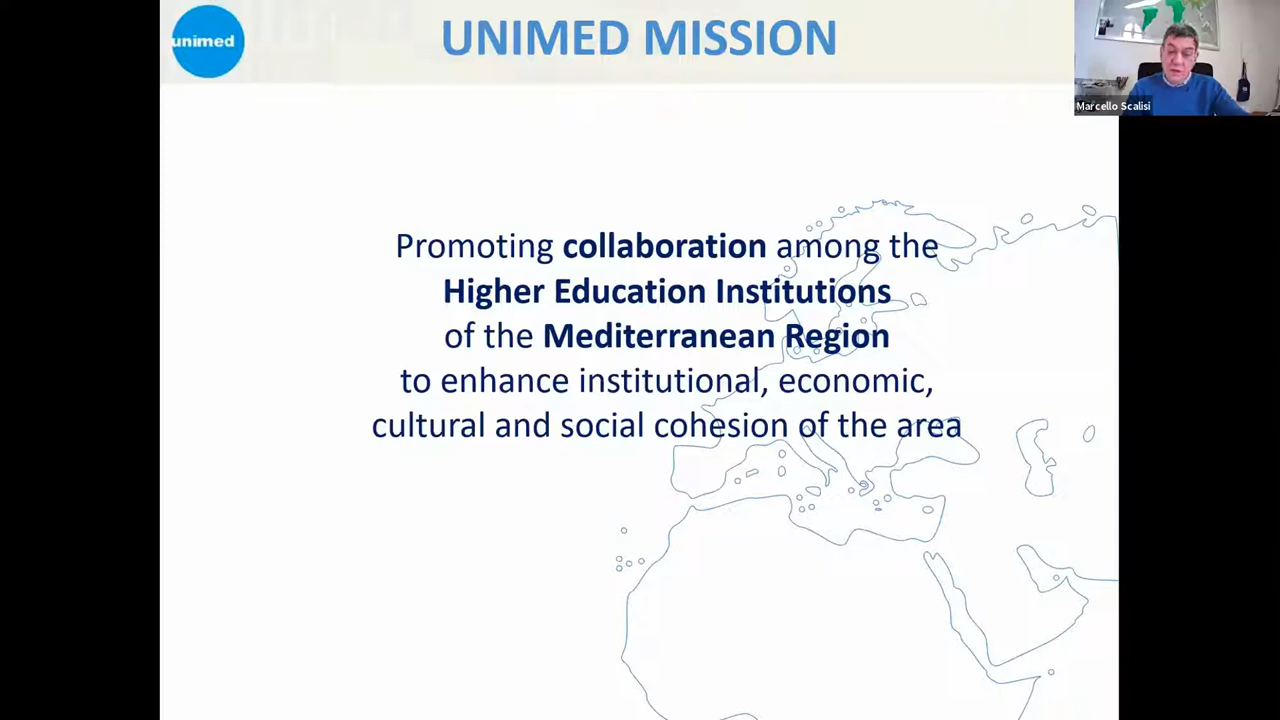 unimed
UNIMED MISSION
Marcello Scalisi
Promoting collaboration among the
Higher Education Institutions
of the Mediterranean Region
to enhance institutional, economic,
cultural and social cohesion of the area